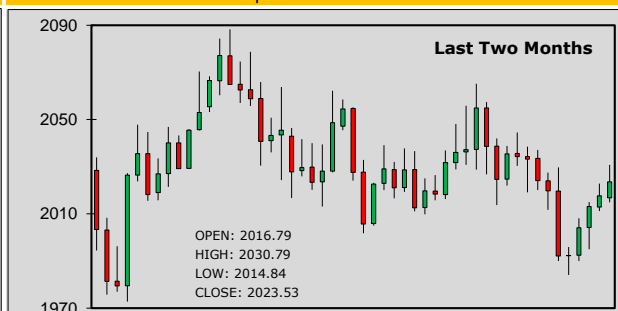 2090
Last Two Months
2050
2010
OPEN: 2016.79
HIGH: 2030.79
LOW: 2014.84
CLOSE: 2023.53
1970